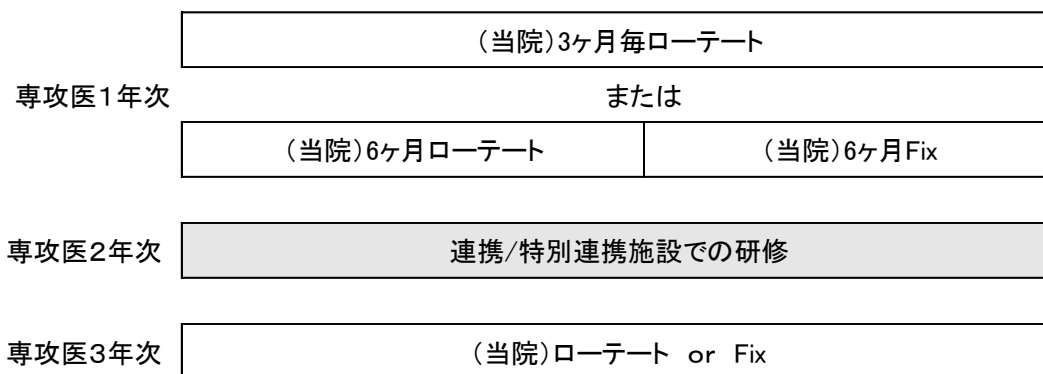 （当院）3ヶ月毎ローテート
専攻医１年次 または
（当院）6ヶ月ローテート （当院）6ヶ月Fix
専攻医２年次 連携/特別連携施設での研修
専攻医３年次 （当院）ローテート or Fix